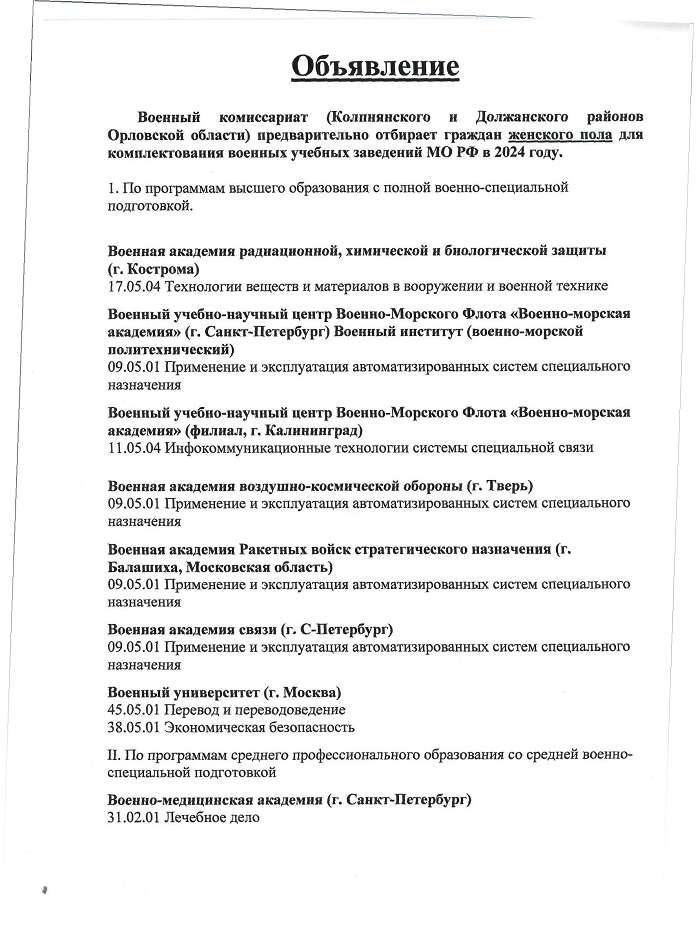 Объявление
Военный комиссариат (Колпнянского и Должанского районов
Орловской области) предварительно отбирает граждан женского пола для
комплектования военных учебных заведений МО РФ в 2024 году.
1. По программам высшего образования с полной военно-специальной
подготовкой.
Военная академия радиационной, химической и биологической защиты
(г. Кострома)
17.05.04 Технологии веществ и материалов в вооружении и военной технике
Военный учебно-научный центр Военно-Морского Флота «Военно-морская
академия» (г. Санкт-Петербург) Военный институт (военно-морской
политехнический)
09.05.01 Применение и эксплуатация автоматизированных систем специального
назначения
Военный учебно-научный центр Военно-Морского Флота «Военно-морская
академия» (филиал, г. Калининград)
11.05.04 Инфокоммуникационные технологии системы специальной связи
Военная академия воздушно-космической обороны (г. Тверь)
09.05.01 Применение и эксплуатация автоматизированных систем специального
назначения
Военная академия Ракетных войск стратегического назначения (г.
Балашиха, Московская область)
09.05.01 Применение и эксплуатация автоматизированных систем специального
назначения
Военная академия связи (г. С-Петербург)
09.05.01 Применение и эксплуатация автоматизированных систем специального
назначения
Военный университет (г. Москва)
45.05.01 Перевод и переводоведение
38.05.01 Экономическая безопасность
II. По программам среднего профессионального образования со средней военно-
специальной подготовкой
Военно-медицинская академия (г. Санкт-Петербург)
31.02.01 Лечебное дело